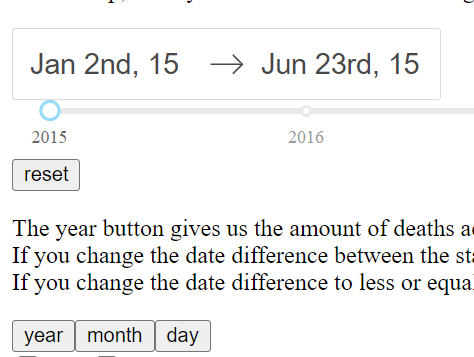 Jan 2nd, 15 → Jun 23rd, 15
2015 2016
reset
The year button gives us the amount of deaths
If you change the date difference between the
If you change the date difference to less or
year month day